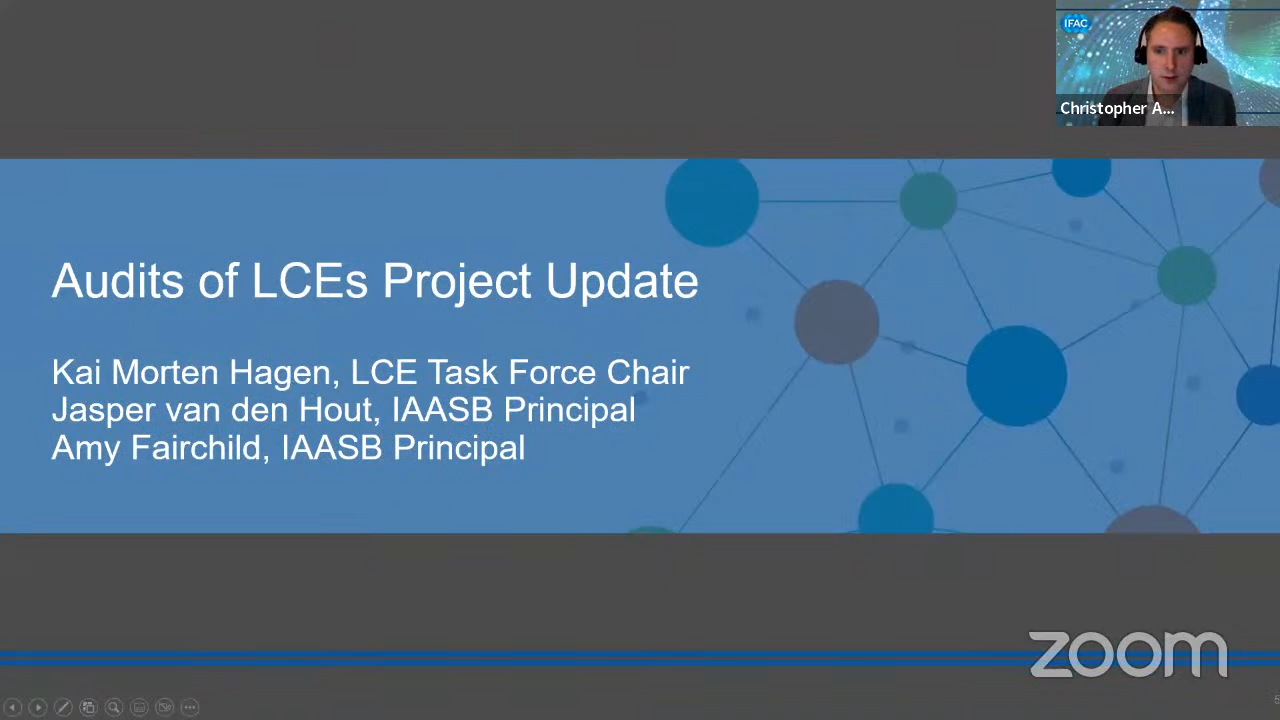 IFAC
Christopher A...
Audits of LCEs Project Update
Kai Morten Hagen, LCE Task Force Chair
Jasper van den Hout, IAASB Principal
Amy Fairchild, IAASB Principal
zoom